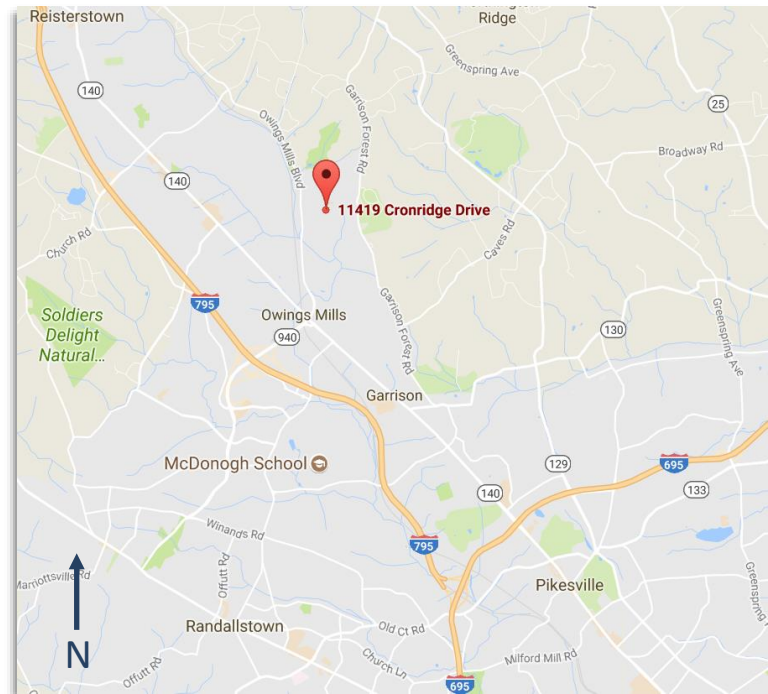 Reisterstown
Ridge
Greenspring Ave
140
25
Garrison Forest Rd
Owings Mills Blvd
Broadway Rd
140
11419 Cronridge Drive
Church Rd
Caves Rd
795
Soldiers
Delight
Natural...
Owings Mills
940
Garrison Forest Rd
130
Greenspring Ave
Garrison
McDonogh School
695
129
133
140
Winands Rd
795
Marriottsville Rd
Offutt Rd
Pikesville
Greenspring
Randallstown
Old Ct Rd
N
Offutt Rd
Church Ln
Milford Mill Rd
695